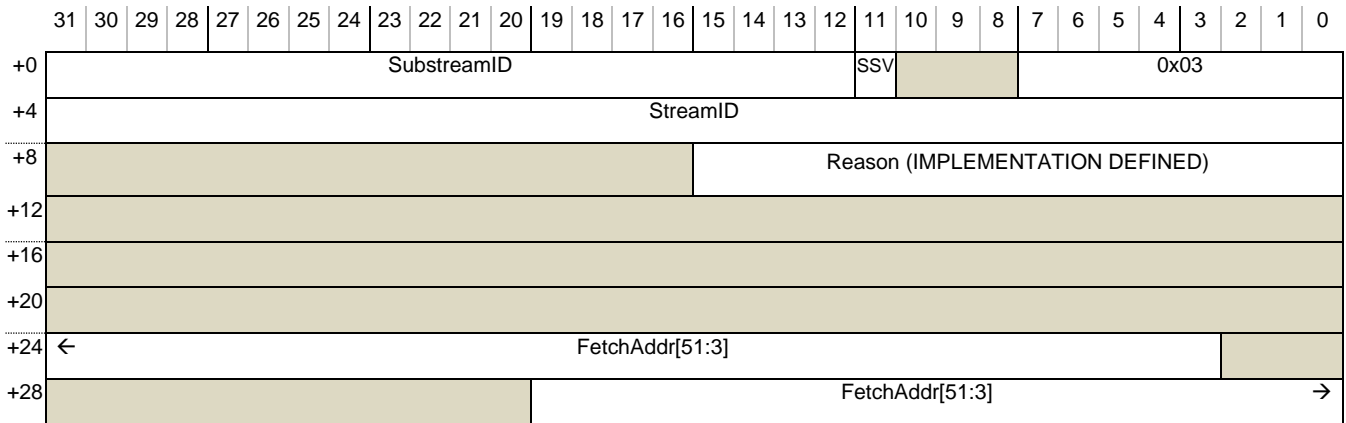 31 30 29 28 27 26 25 24 23 22 21 20 19 18 17 16 15 14 13 12 11 10 9 8 7 6 5 4 3 2 1 0
+0 SubstreamID SSV 0x03
+4 StreamID
+8 Reason (IMPLEMENTATION DEFINED)
+12
+16
+20
+24 ← FetchAddr[51:3]
+28 FetchAddr[51:3] →